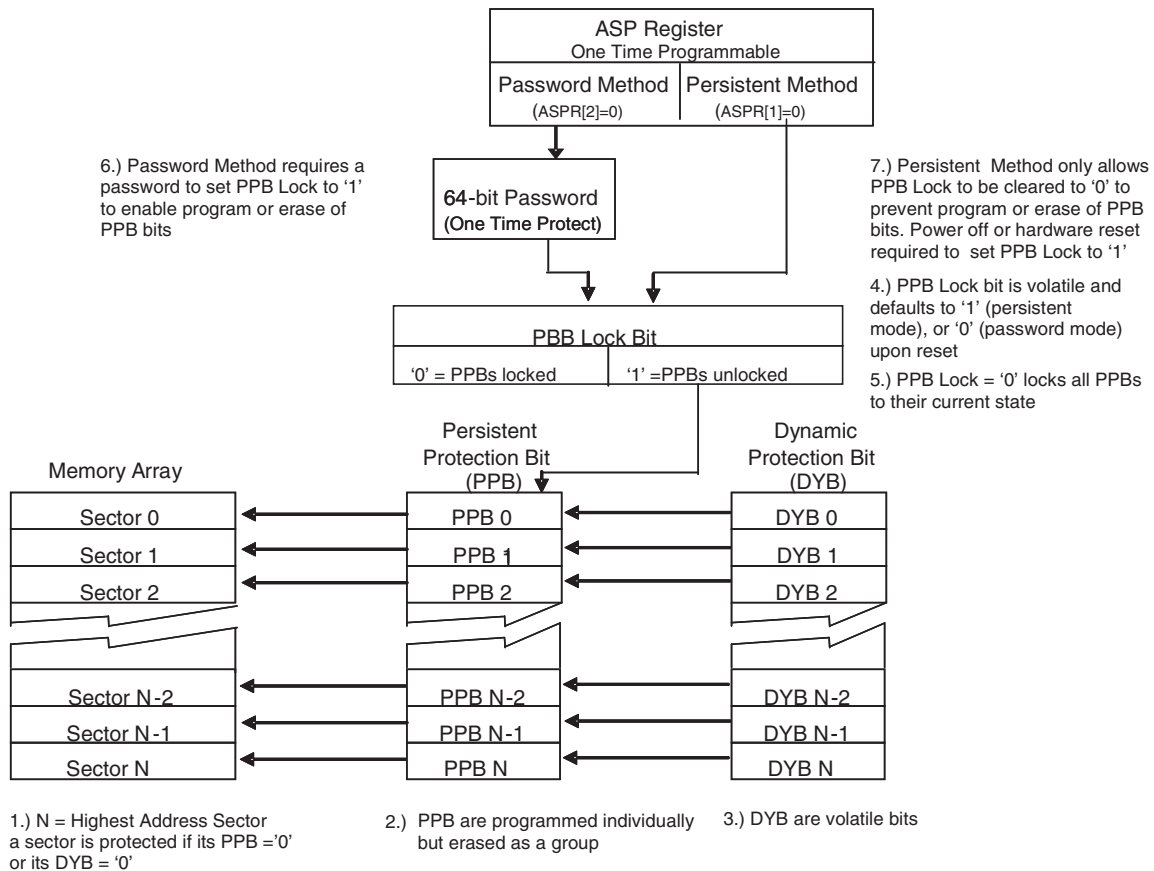 ASP Register
One Time Programmable
Password Method
(ASPR[2]=0)
Persistent Method
(ASPR[1]=0)
6.) Password Method requires a
password to set PPB Lock to ‘1’
to enable program or erase of
PPB bits
64-bit Password
(One Time Protect)
7.) Persistent Method only allows
PPB Lock to be cleared to ‘0’ to
prevent program or erase of PPB
bits. Power off or hardware reset
required to set PPB Lock to ‘1’
4.) PPB Lock bit is volatile and
defaults to ‘1’ (persistent
mode), or ‘0’ (password mode)
upon reset
5.) PPB Lock = ‘0’ locks all PPBs
to their current state
PBB Lock Bit
‘0’ = PPBs locked
‘1’ =PPBs unlocked
Memory Array
Persistent
Protection Bit
(PPB)
Dynamic
Protection Bit
(DYB)
Sector 0
PPB 0
DYB 0
Sector 1
PPB 1
DYB 1
Sector 2
PPB 2
DYB 2
Sector N-2
PPB N-2
DYB N-2
Sector N-1
PPB N-1
DYB N-1
Sector N
PPB N
DYB N
1.) N = Highest Address Sector
a sector is protected if its PPB =‘0’
or its DYB = ‘0’
2.) PPB are programmed individually
but erased as a group
3.) DYB are volatile bits